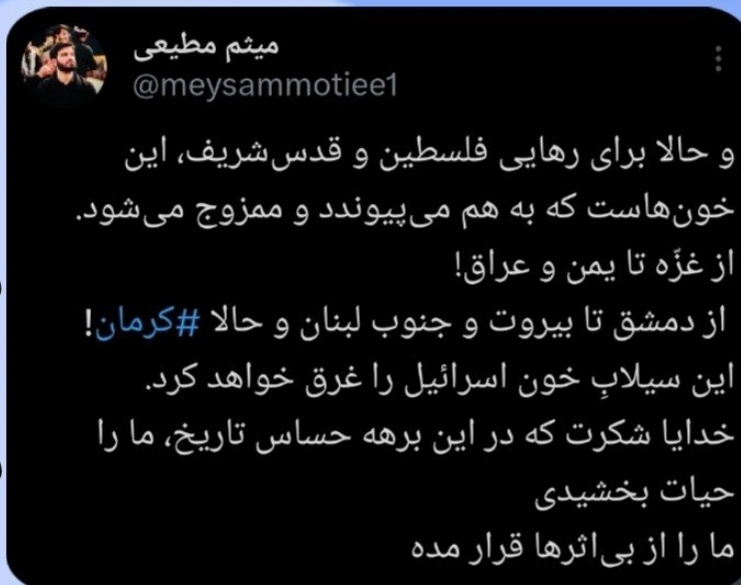 میثم مطیعی
@meysammotiee1
و حالا برای رهایی فلسطین و قدس‌شریف، این
خون‌هاست که به هم می‌پیوندد و ممزوج می‌شود.
از غزّه تا یمن و عراق!
از دمشق تا بیروت و جنوب لبنان و حالا #کرمان!
این سیلابِ خون اسرائیل را غرق خواهد کرد.
خدایا شکرت که در این برهه حساس تاریخ، ما را
حیات بخشیدی
ما را از بی‌اثرها قرار مده